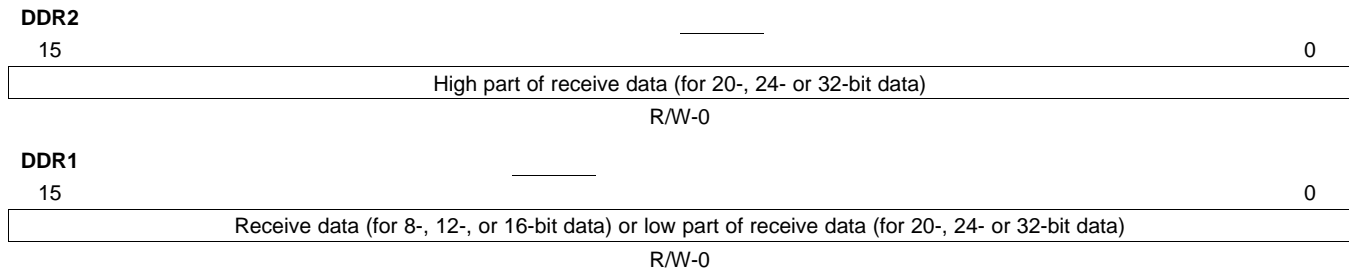 DDR2
15 0
High part of receive data (for 20-, 24- or 32-bit data)
R/W-0
DDR1
15 0
Receive data (for 8-, 12-, or 16-bit data) or low part of receive data (for 20-, 24- or 32-bit data)
R/W-0